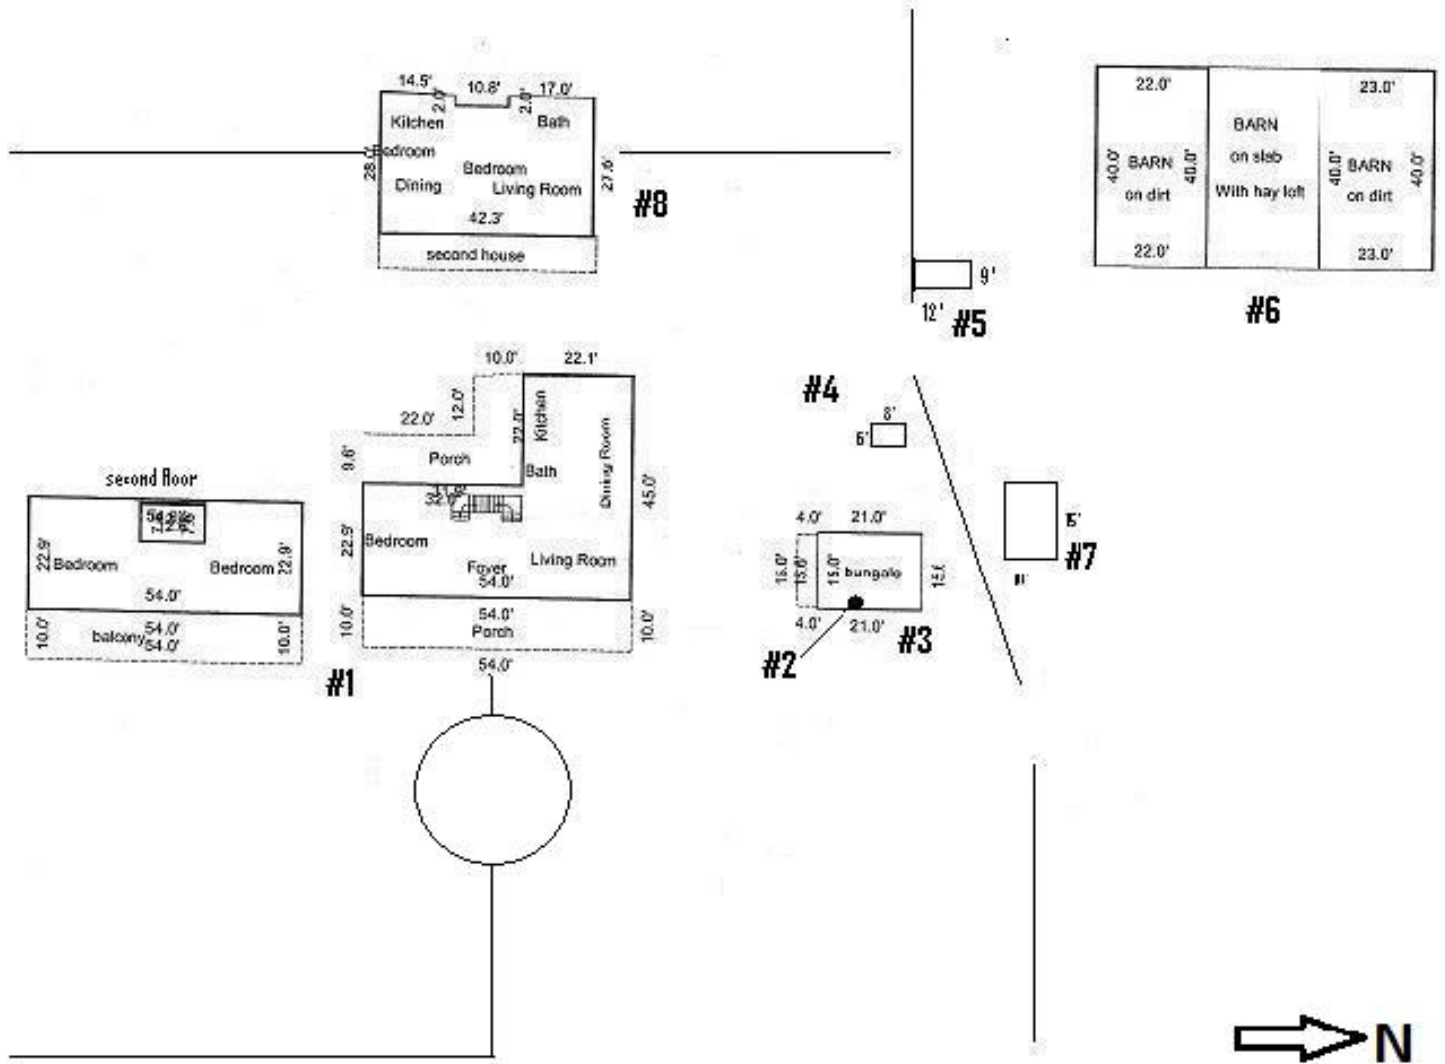 14.5'
10.8'
17.0'
2.0'
2.0'
Kilchen
Bath
Bedroom
28.0'
Bedroom
27.6'
Dining
Living Room
#8
42.3'
second house
22.0'
23.0'
BARN
on slab
With hay loft
40.0'
BARN
on dirt
40.0'
40.0'
BARN
on dirt
40.0'
22.0'
23.0'
#6
9'
12'
#5
10.0'
22.1'
12.0'
22.0'
22.0'
Kitchen
9.6'
Porch
Bath
Dining Room
45.0'
22.9'
Bedroom
Foyer
Living Room
54.0'
10.0'
54.0'
Porch
10.0'
54.0'
second floor
22.9'
Bedroom
Bedroom
22.9'
54.0'
10.0'
balcony
54.0'
54.0'
10.0'
#1
#4
8'
6'
4.0'
21.0'
15.0'
15.0'
bungalo
4.0'
21.0'
#2
#3
#7
N